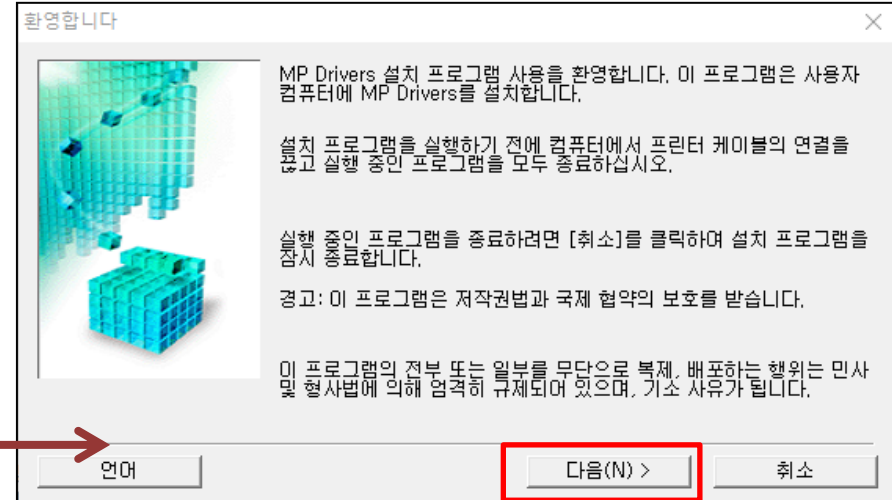 환영합니다
MP Drivers 설치 프로그램 사용을 환영합니다. 이 프로그램은 사용자
컴퓨터에 MP Drivers를 설치합니다.
설치 프로그램을 실행하기 전에 컴퓨터에서 프린터 케이블의 연결을
끊고 실행 중인 프로그램을 모두 종료하십시오.
실행 중인 프로그램을 종료하려면 [취소]를 클릭하여 설치 프로그램을
잠시 종료합니다.
경고: 이 프로그램은 저작권법과 국제 협약의 보호를 받습니다.
이 프로그램의 전부 또는 일부를 무단으로 복제, 배포하는 행위는 민사
및 형사법에 의해 엄격히 규제되어 있으며, 기소 사유가 됩니다.
언어
다음(N) >
취소